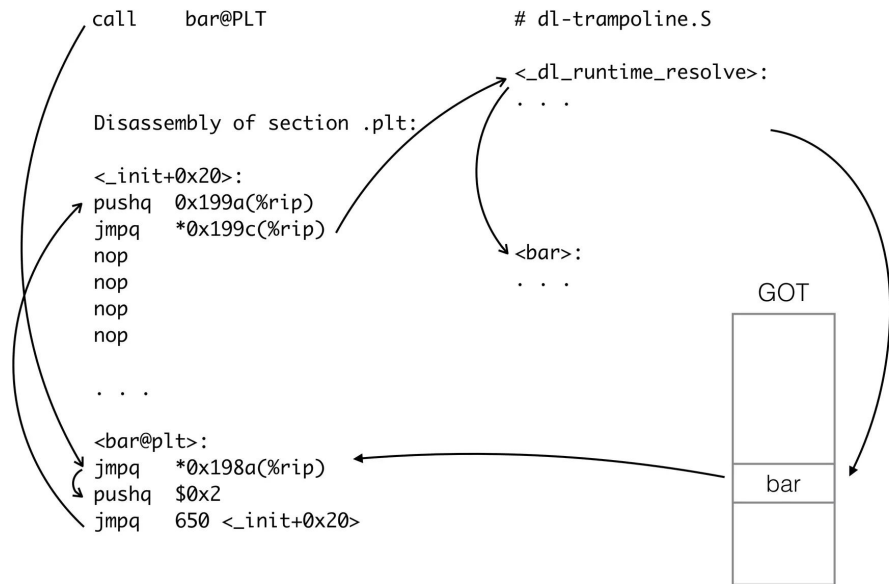 call    bar@PLT
Disassembly of section .plt:
<_init+0x20>:
pushq  0x199a(%rip)
jmpq   *0x199c(%rip)
nop
nop
nop
nop
. . .
<bar@plt>:
jmpq   *0x198a(%rip)
pushq  $0x2
jmpq   650 <_init+0x20>
# dl-trampoline.S
<_dl_runtime_resolve>:
. . .
<bar>:
. . .
GOT
bar